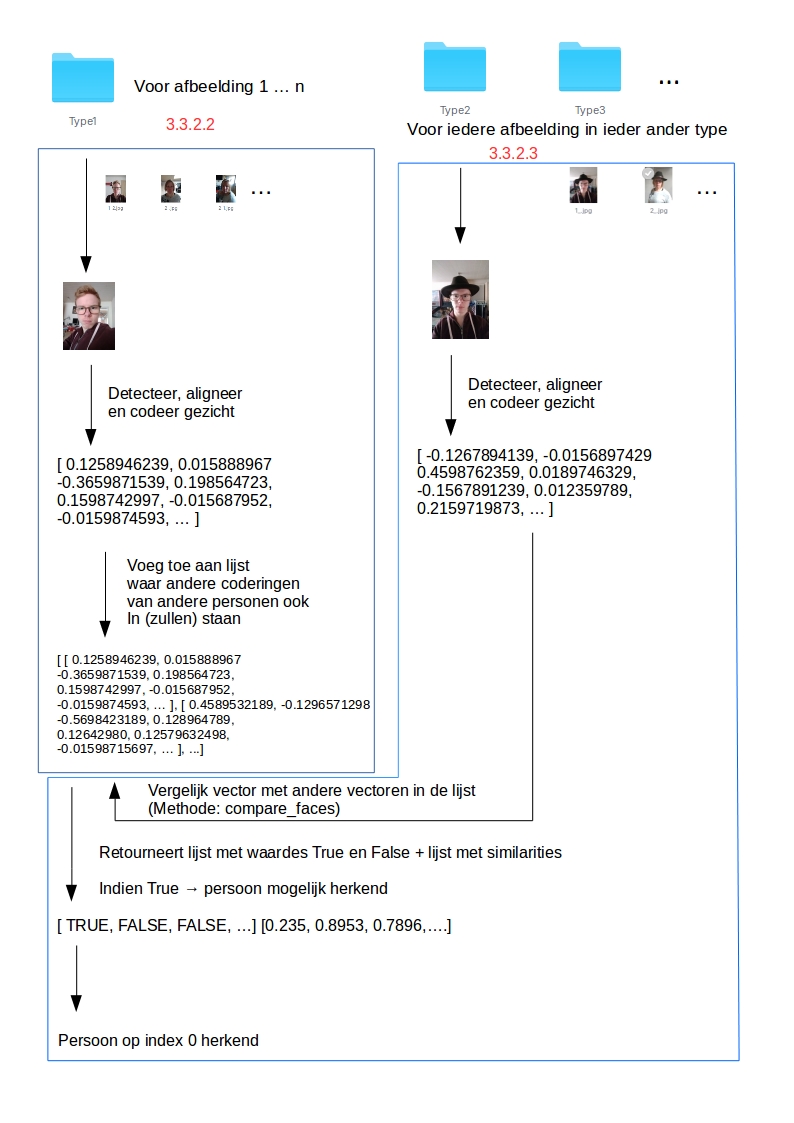 Type1
Voor afbeelding 1 … n
3.3.2.2
1
2
Detecteer, aligneer
en codeer gezicht
[ 0.1258946239, 0.015888967
-0.3659871539, 0.198564723,
0.1598742997, -0.015687952,
-0.0159874593, … ]
Voeg toe aan lijst
waar andere coderingen
van andere personen ook
In (zullen) staan
[ [ 0.1258946239, 0.015888967
-0.3659871539, 0.198564723,
0.1598742997, -0.015687952,
-0.0159874593, … ], [ 0.4589532189, -0.1296571298
-0.5698423189, 0.128964789,
0.12642980, 0.12579632498,
-0.01598715697, … ], ...]
Type2
Type3
...
Voor iedere afbeelding in ieder ander type
3.3.2.3
1_.jpg
2_.jpg
...
Detecteer, aligneer
en codeer gezicht
[ -0.1267894139, -0.0156897429
0.4598762359, 0.0189746329,
-0.1567891239, 0.012359789,
0.2159719873, … ]
Vergelijk vector met andere vectoren in de lijst
(Methode: compare_faces)
Retourneert lijst met waardes True en False + lijst met similarities
Indien True → persoon mogelijk herkend
[ TRUE, FALSE, FALSE, …] [0.235, 0.8953, 0.7896,….]
Persoon op index 0 herkend